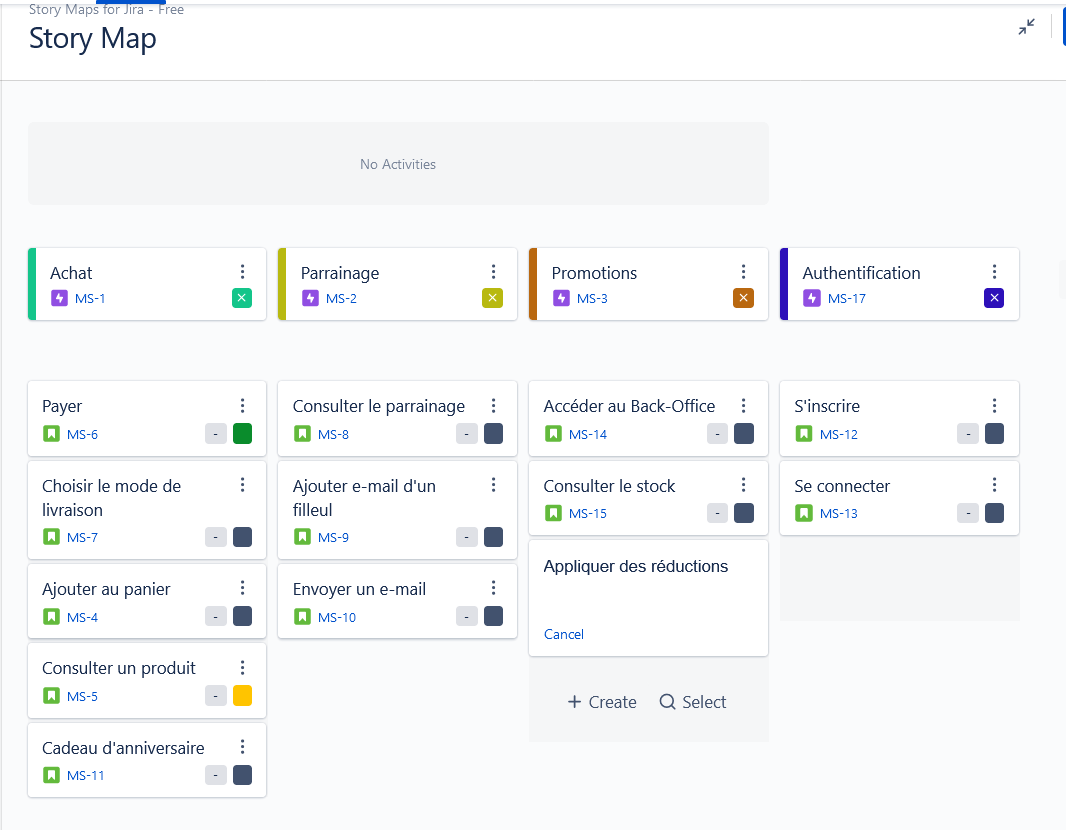 Story Maps for Jira - Free
Story Map
No Activities
Achat
MS-1
Parrainage
MS-2
Promotions
MS-3
Authentification
MS-17
Payer
MS-6
-
Choisir le mode de
livraison
MS-7
-
Ajouter au panier
MS-4
-
Consulter un produit
MS-5
-
Cadeau d'anniversaire
MS-11
-
Consulter le parrainage
MS-8
-
Ajouter e-mail d'un
filleul
MS-9
-
Envoyer un e-mail
MS-10
-
Accéder au Back-Office
MS-14
-
Consulter le stock
MS-15
-
Appliquer des réductions
Cancel
+ Create
Select
S'inscrire
MS-12
-
Se connecter
MS-13
-